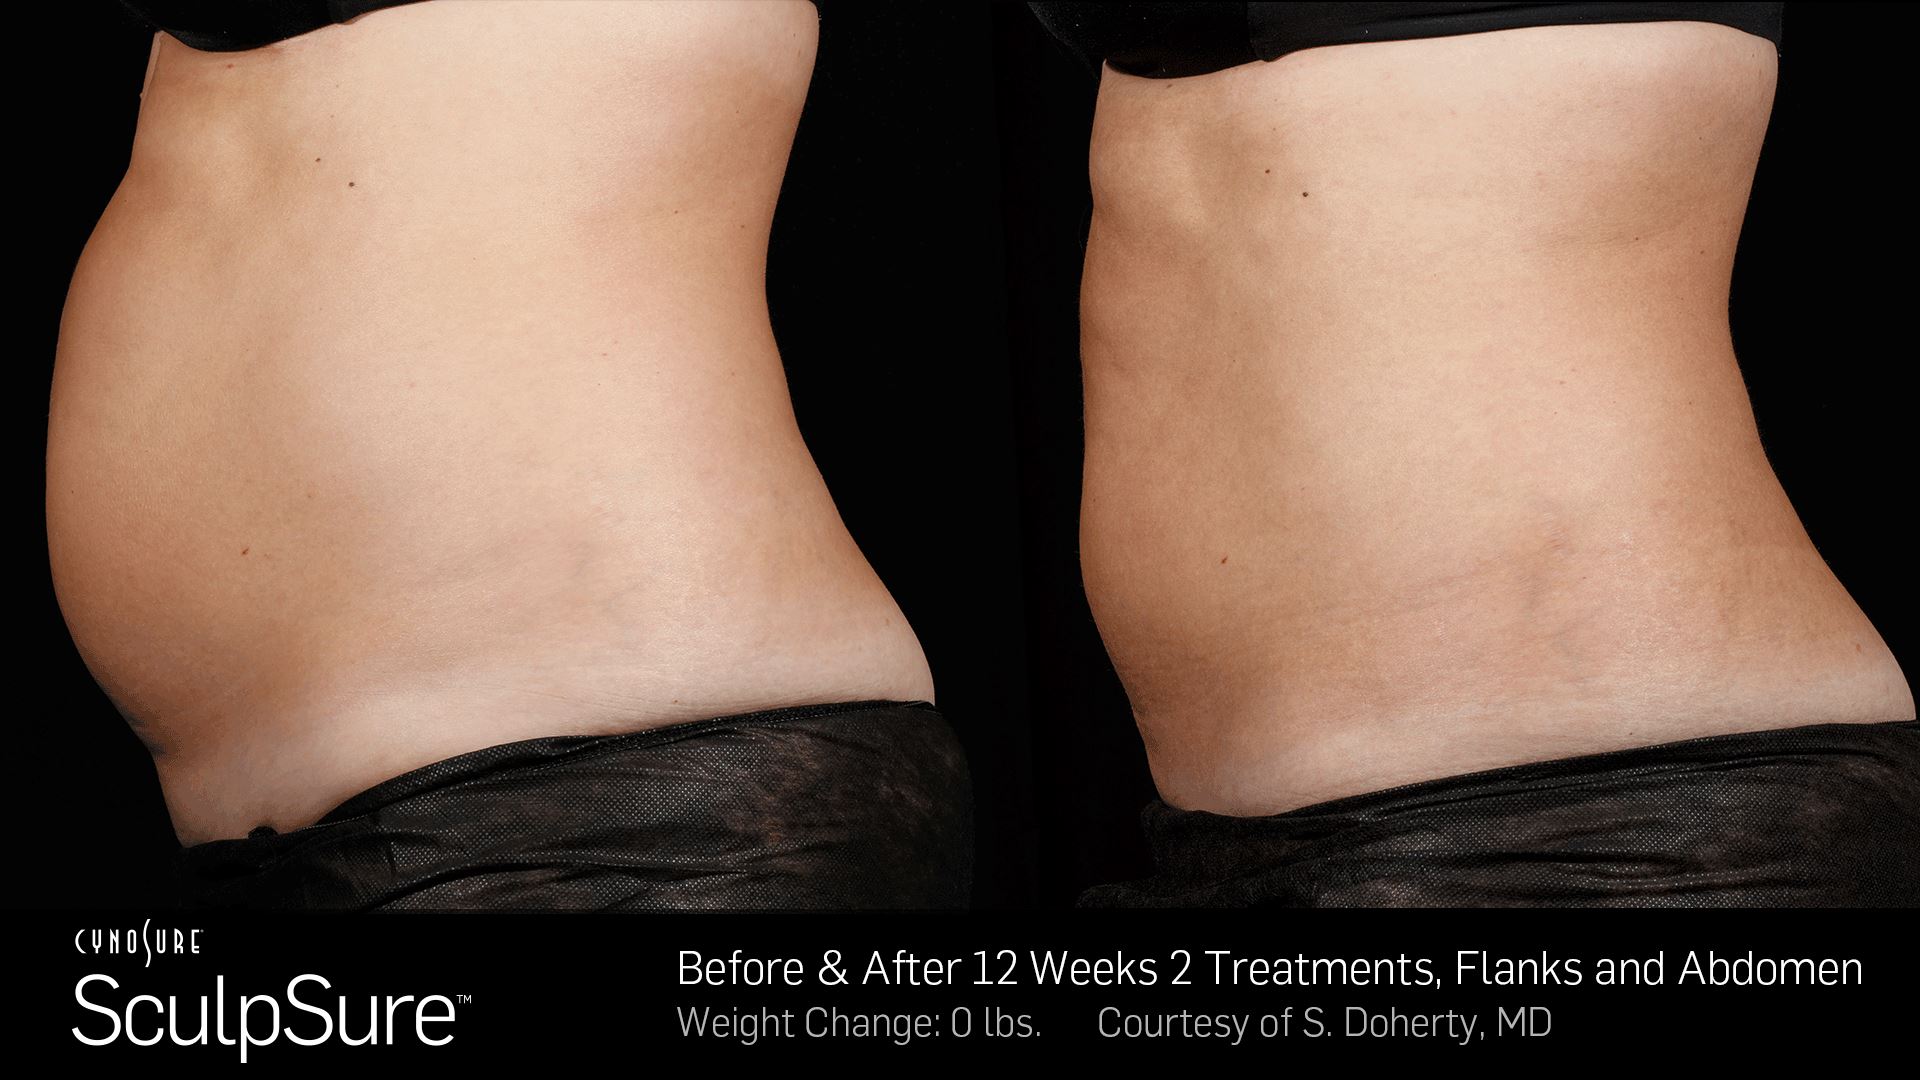 CYNOSURE
SculpSure™
Before & After 12 Weeks 2 Treatments, Flanks and Abdomen
Weight Change: 0 lbs. Courtesy of S. Doherty, MD